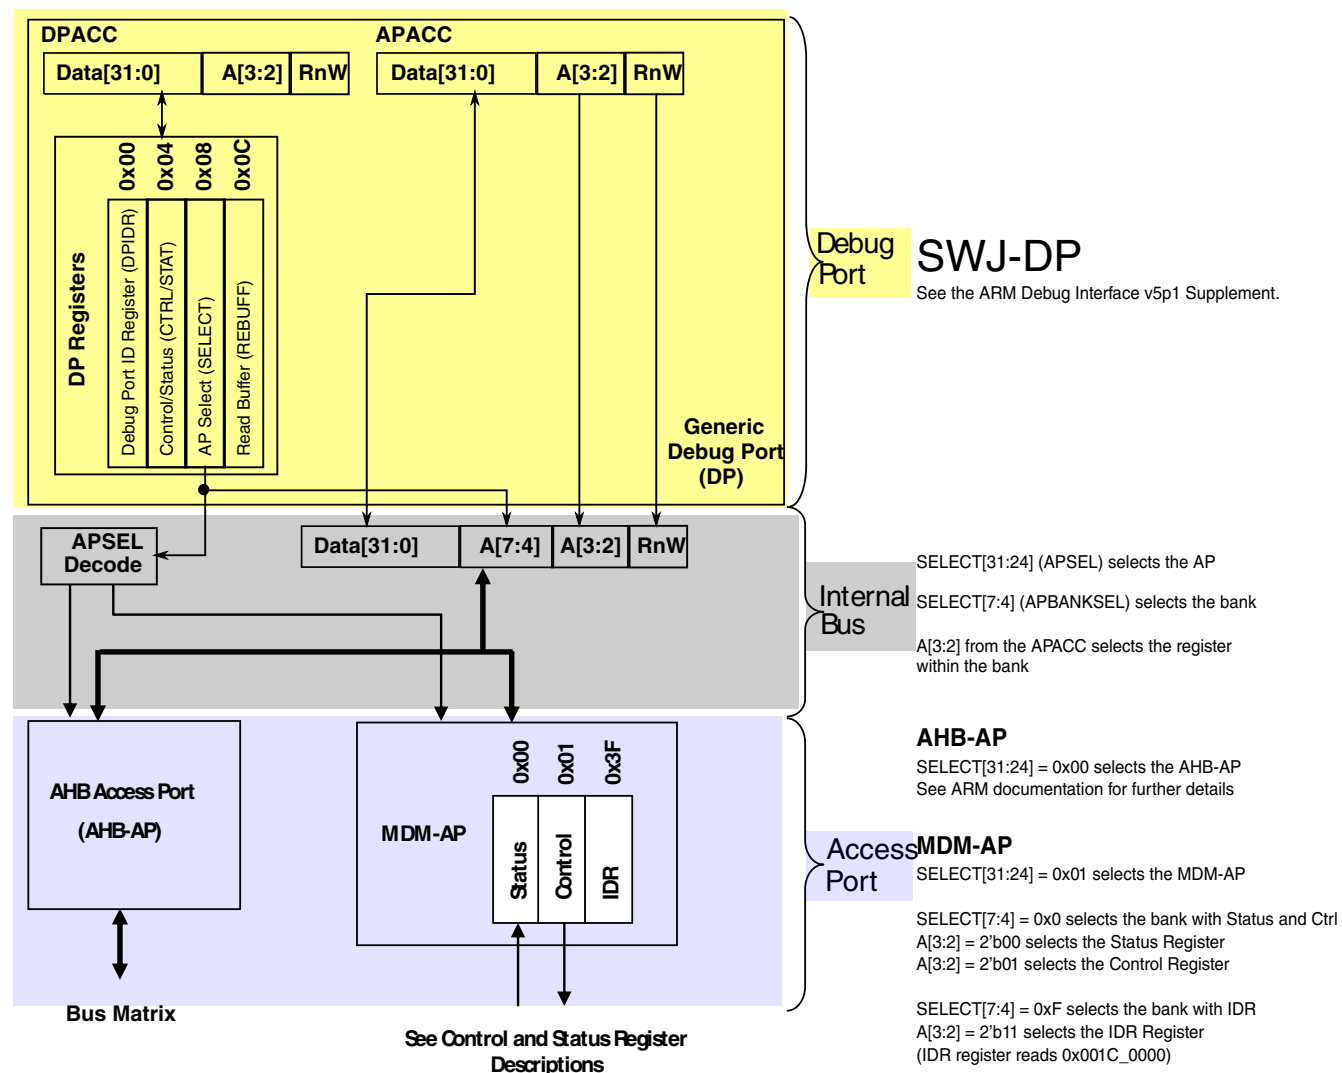 DPACC
APACC
Data[31:0] A[3:2] RnW
Data[31:0] A[3:2] RnW
0x00
0x04
0x08
0x0C
DP Registers
Debug Port ID Register (DPIDR)
Control/Status (CTRL/STAT)
AP Select (SELECT)
Read Buffer (REBUFF)
Generic
Debug Port
(DP)
Debug
Port
SWJ-DP
See the ARM Debug Interface v5p1 Supplement.
APSEL
Decode
Data[31:0] A[7:4] A[3:2] RnW
Internal
Bus
SELECT[31:24] (APSEL) selects the AP
SELECT[7:4] (APBANKSEL) selects the bank
A[3:2] from the APACC selects the register
within the bank
AHB Access Port
(AHB-AP)
Bus Matrix
MDM-AP
0x00
0x01
0x3F
Status
Control
IDR
See Control and Status Register
Descriptions
Access
Port
AHB-AP
SELECT[31:24] = 0x00 selects the AHB-AP
See ARM documentation for further details
MDM-AP
SELECT[31:24] = 0x01 selects the MDM-AP
SELECT[7:4] = 0x0 selects the bank with Status and Ctrl
A[3:2] = 2'b00 selects the Status Register
A[3:2] = 2'b01 selects the Control Register
SELECT[7:4] = 0xF selects the bank with IDR
A[3:2] = 2'b11 selects the IDR Register
(IDR register reads 0x001C_0000)